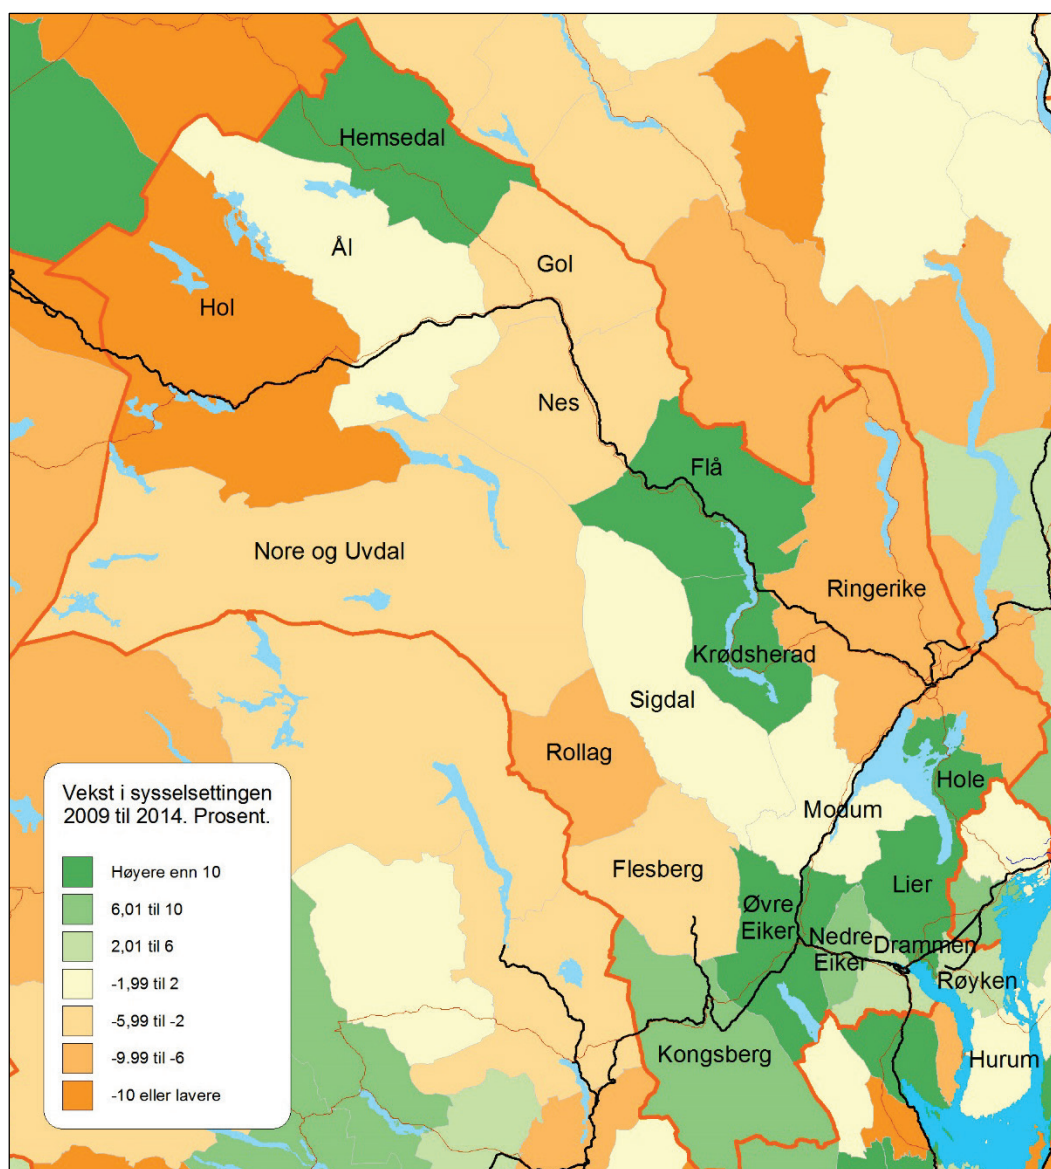 Hemsedal
Ål
Gol
Hol
Nes
Flå
Nore og Uvdal
Ringerike
Krødsherad
Sigdal
Rollag
Hole
Modum
Flesberg
Lier
Øvre
Eiker
Nedre
Eiker
Drammen
Røyken
Kongsberg
Hurum
Vekst i sysselsettingen
2009 til 2014. Prosent.
Høyere enn 10
6,01 til 10
2,01 til 6
-1,99 til 2
-5,99 til -2
-9.99 til -6
-10 eller lavere